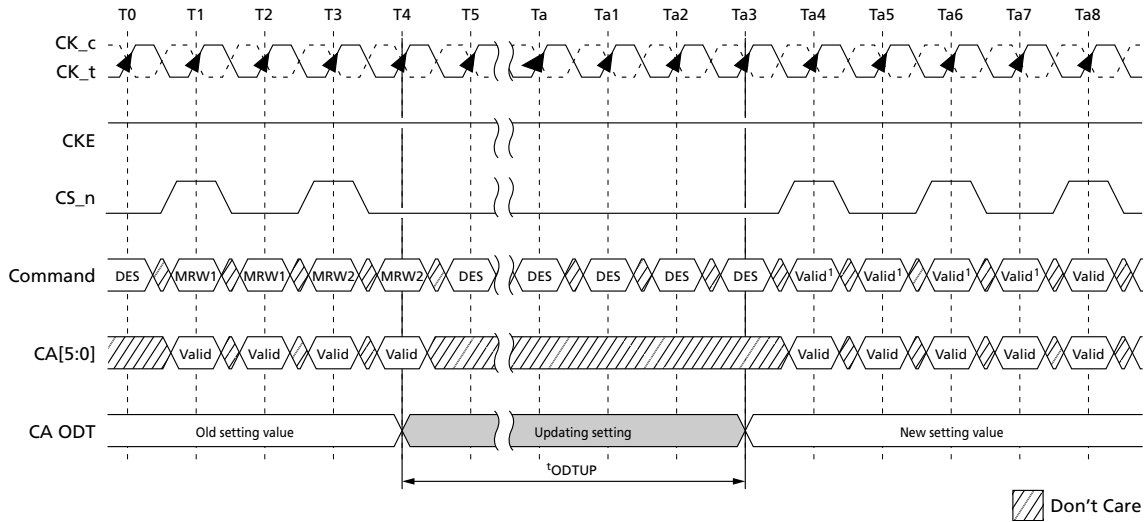 T0 T1 T2 T3 T4 T5 Ta Ta1 Ta2 Ta3 Ta4 Ta5 Ta6 Ta7 Ta8
CK_c
CK_t
CKE
CS_n
Command DES MRW1 MRW1 MRW2 MRW2 DES DES DES DES DES Valid¹ Valid¹ Valid¹ Valid¹ Valid
CA[5:0] Valid Valid Valid Valid Valid Valid Valid Valid Valid
CA ODT Old setting value Updating setting New setting value
tODTUP
Don't Care